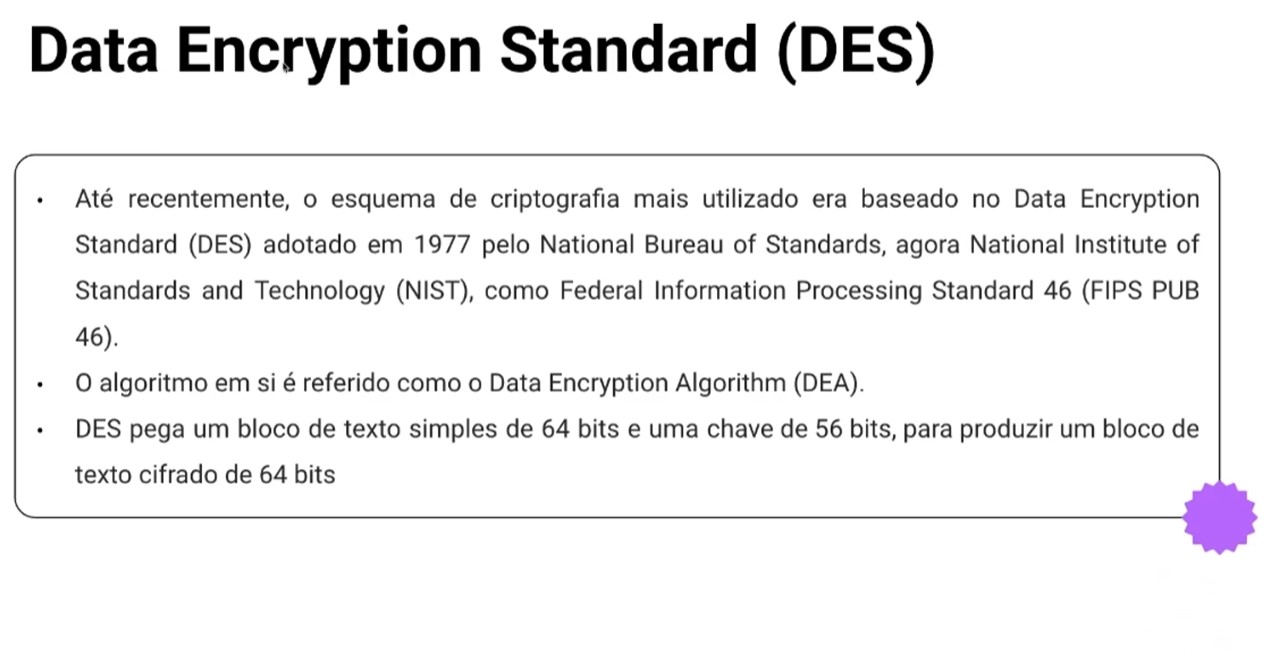 Data Encryption Standard (DES)
• Até recentemente, o esquema de criptografia mais utilizado era baseado no Data Encryption
Standard (DES) adotado em 1977 pelo National Bureau of Standards, agora National Institute of
Standards and Technology (NIST), como Federal Information Processing Standard 46 (FIPS PUB
46).
• O algoritmo em si é referido como o Data Encryption Algorithm (DEA).
• DES pega um bloco de texto simples de 64 bits e uma chave de 56 bits, para produzir um bloco de
texto cifrado de 64 bits